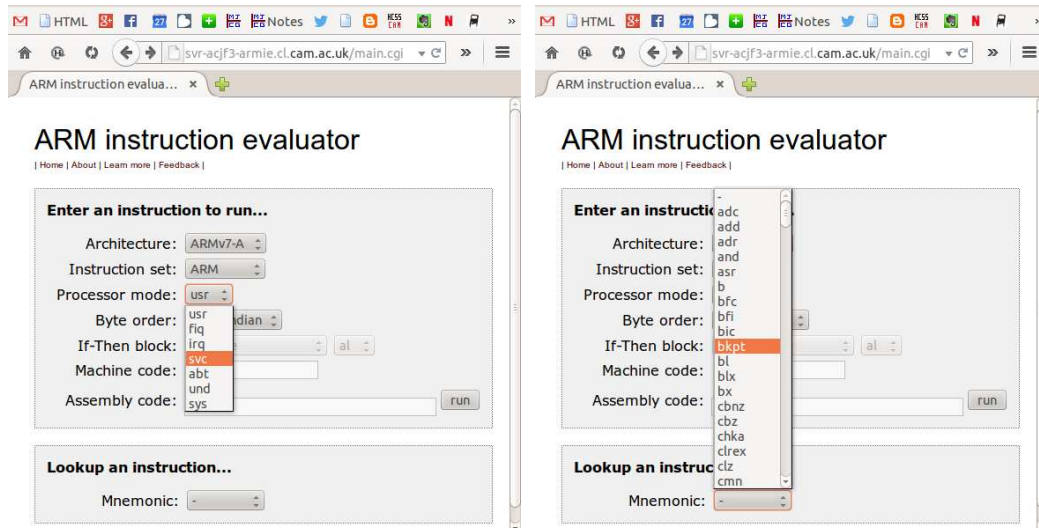 HTML 27 Notes N »
svr-acjf3-armie.cl.cam.ac.uk/main.cgi »
ARM instruction evalua... ×
ARM instruction evaluator
| Home | About | Learn more | Feedback |
Enter an instruction to run...
Architecture: ARMv7-A
Instruction set: ARM
Processor mode: usr
usr
fiq
irq
svc
abt
und
sys
Byte order: dian
If-Then block: al
Machine code:
Assembly code: run
Lookup an instruction...
Mnemonic: -
HTML 27 Notes N
svr-acjf3-armie.cl.cam.ac.uk/main.cgi »
ARM instruction evalua... ×
ARM instruction evaluator
| Home | About | Learn more | Feedback |
Enter an instructi
Architecture:
Instruction set:
Processor mode:
Byte order:
If-Then block: al
Machine code:
Assembly code: run
-
adc
add
adr
and
asr
b
bfc
bfi
bic
bkpt
bl
blx
bx
cbnz
cbz
chka
clrex
clz
cmn
Lookup an instruc
Mnemonic: -